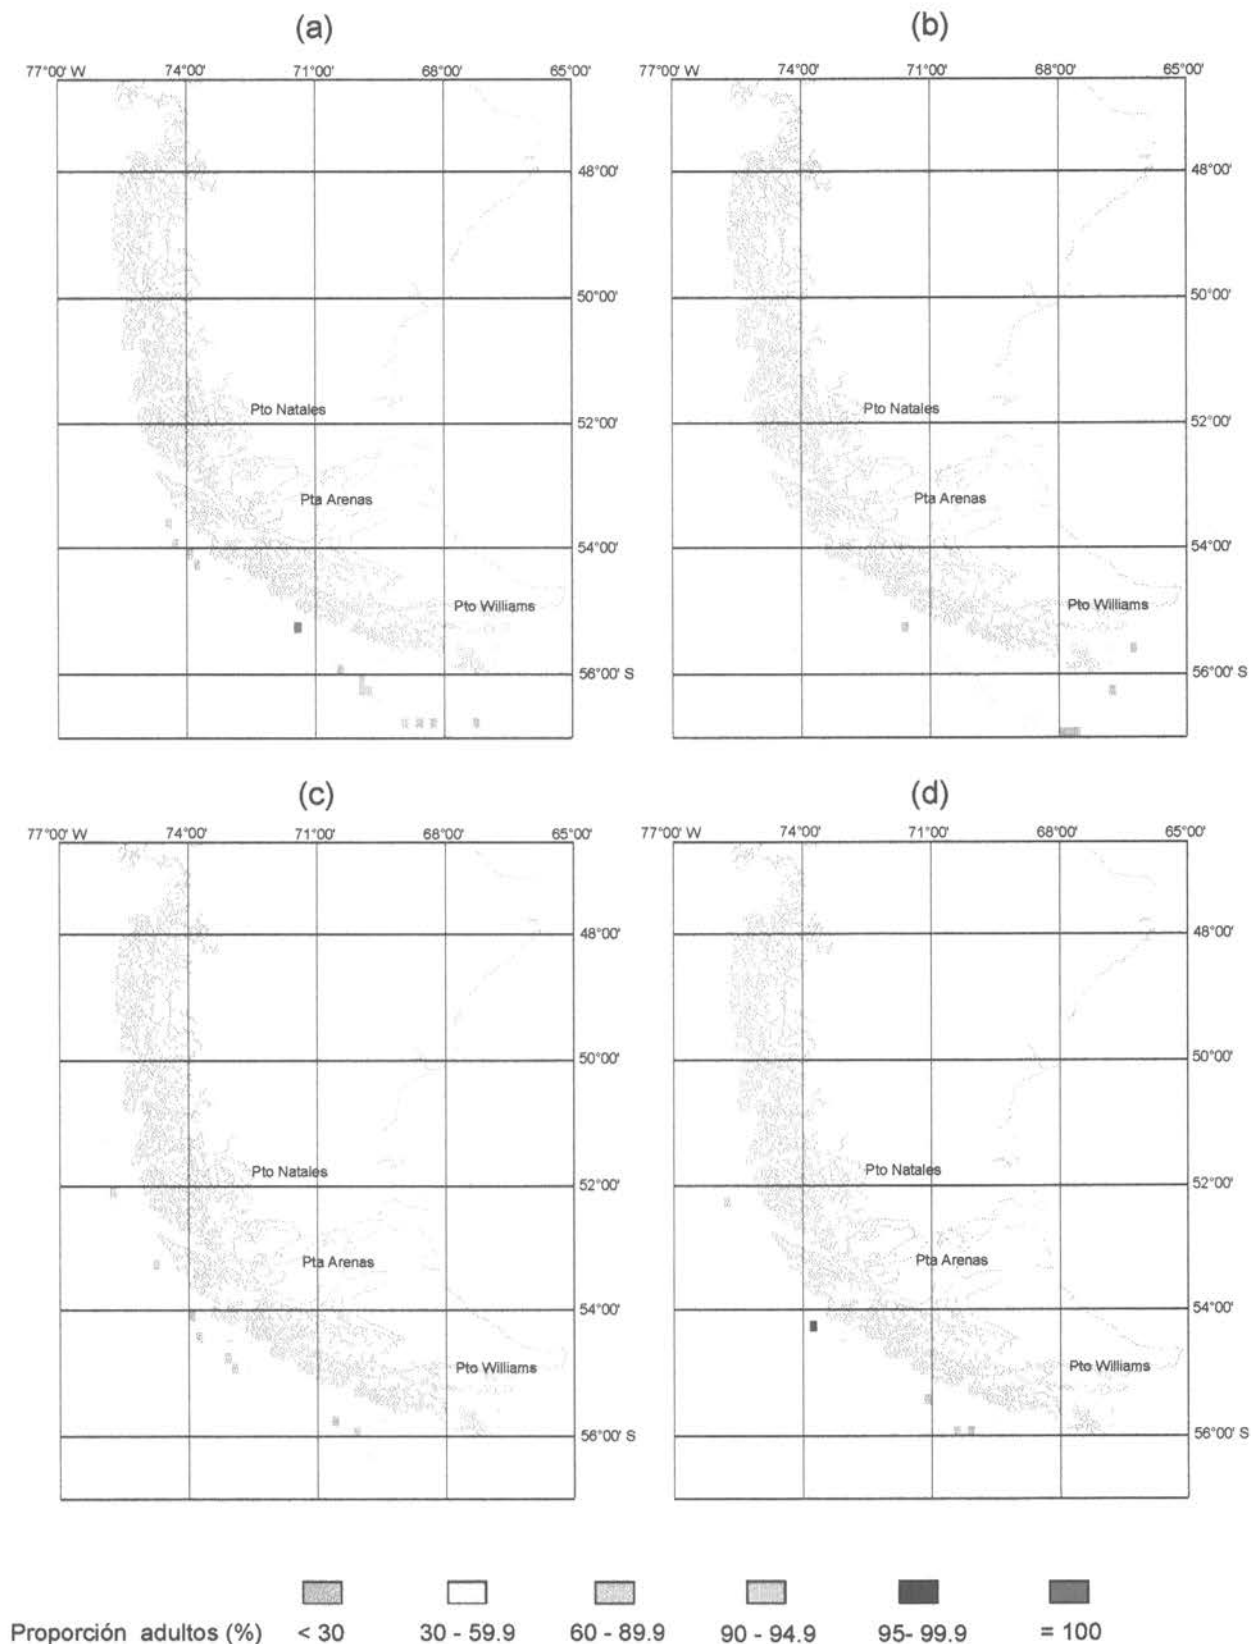 (a)
77°00' W 74°00' 71°00' 68°00' 65°00'
48°00'
50°00'
Pto Natales
52°00'
Pta Arenas
54°00'
Pto Williams
56°00' S
(b)
77°00' W 74°00' 71°00' 68°00' 65°00'
48°00'
50°00'
Pto Natales
52°00'
Pta Arenas
54°00'
Pto Williams
56°00' S
(c)
77°00' W 74°00' 71°00' 68°00' 65°00'
48°00'
50°00'
Pto Natales
52°00'
Pta Arenas
54°00'
Pto Williams
56°00' S
(d)
77°00' W 74°00' 71°00' 68°00' 65°00'
48°00'
50°00'
Pto Natales
52°00'
Pta Arenas
54°00'
Pto Williams
56°00' S
Proporción adultos (%) < 30 30 - 59.9 60 - 89.9 90 - 94.9 95- 99.9 = 100